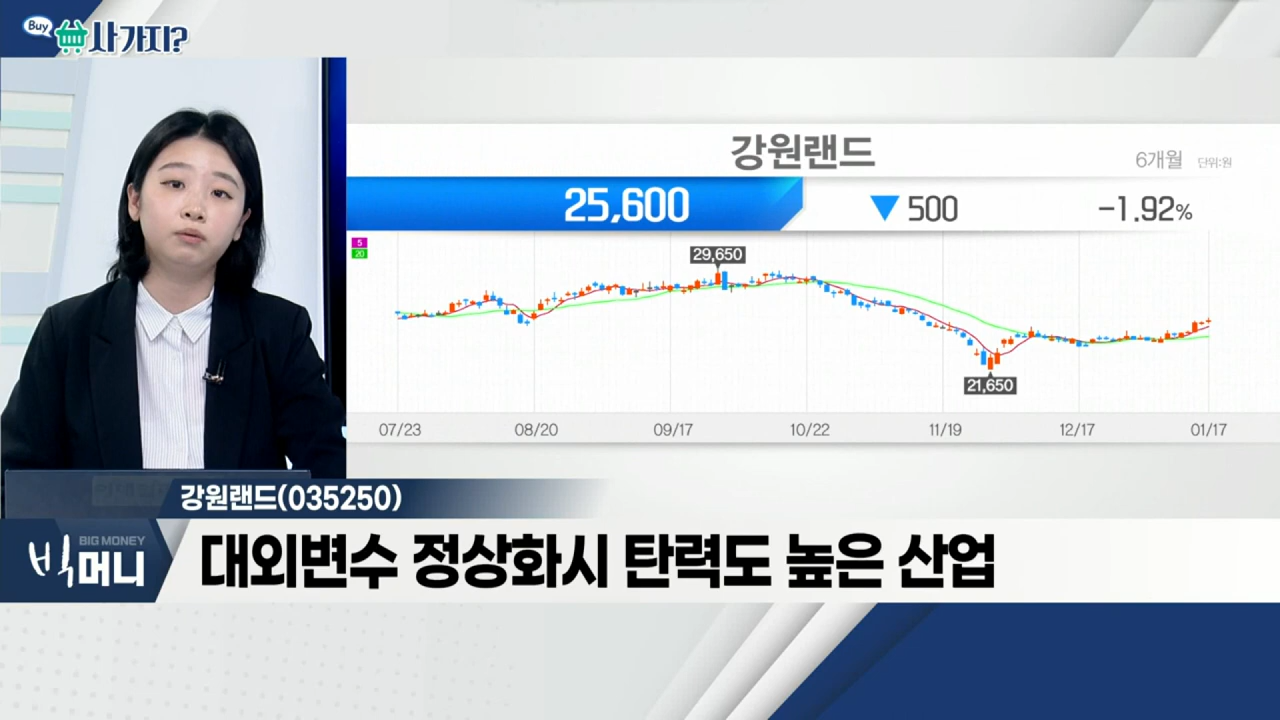 Buy 사가지?
강원랜드
6개월 단위:원
25,600 ▼500 -1.92%
5
20
29,650
21,650
07/23 08/20 09/17 10/22 11/19 12/17 01/17
강원랜드(035250)
BIG MONEY
빅머니
대외변수 정상화시 탄력도 높은 산업